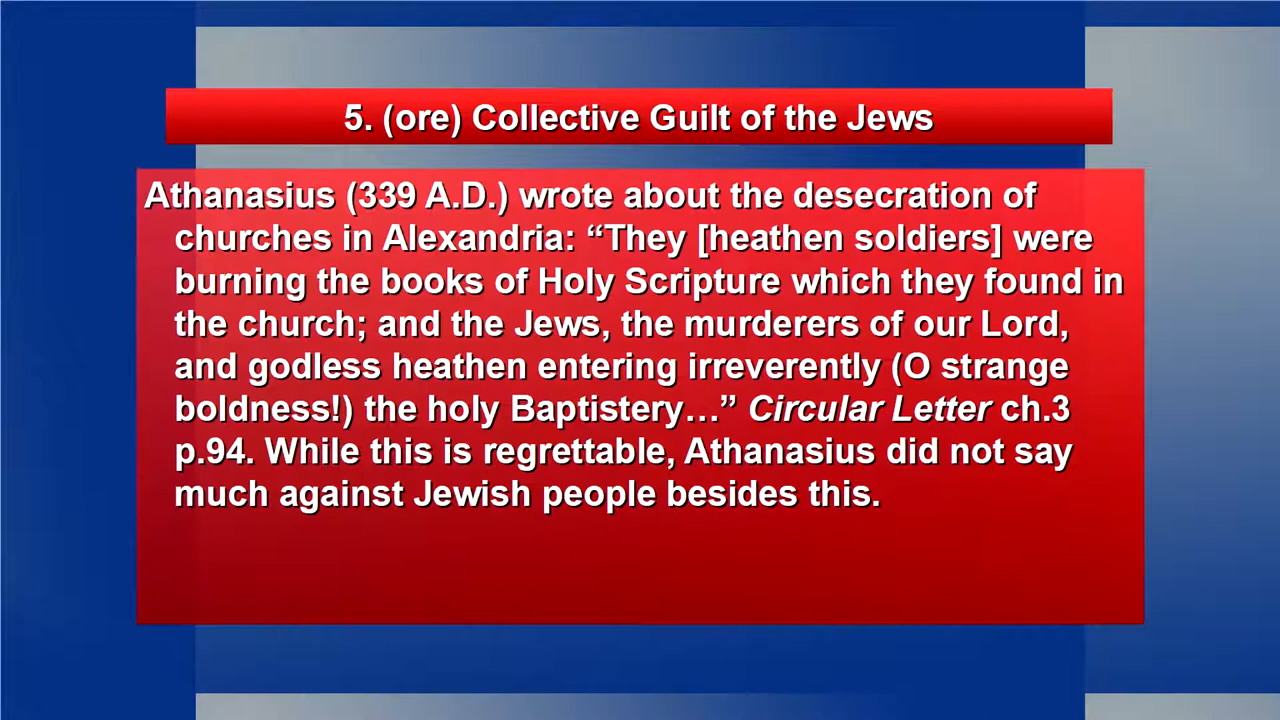 5. (ore) Collective Guilt of the Jews
Athanasius (339 A.D.) wrote about the desecration of
churches in Alexandria: “They [heathen soldiers] were
burning the books of Holy Scripture which they found in
the church; and the Jews, the murderers of our Lord,
and godless heathen entering irreverently (O strange
boldness!) the holy Baptistery…” Circular Letter ch.3
p.94. While this is regrettable, Athanasius did not say
much against Jewish people besides this.